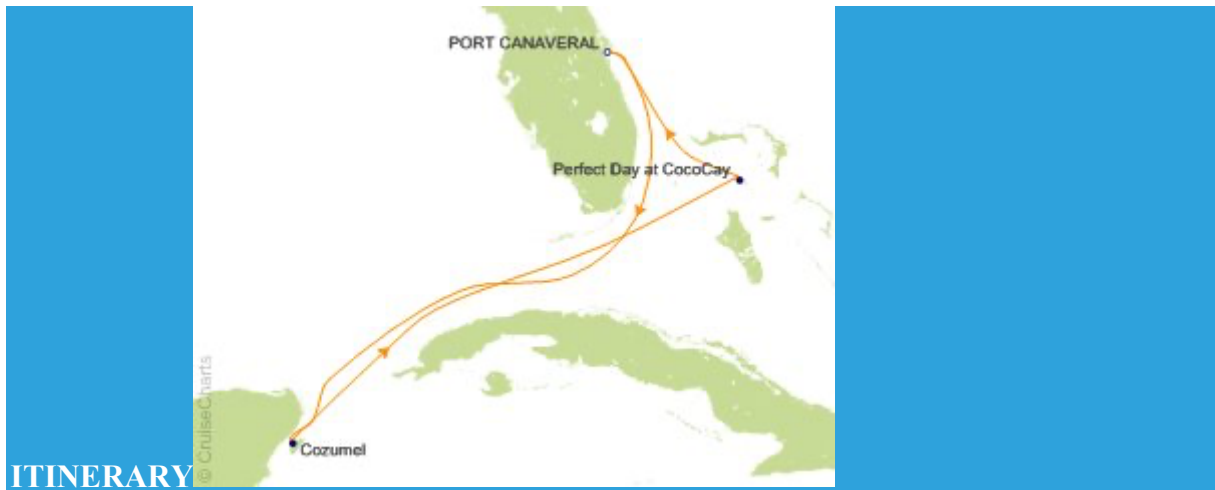 PORT CANAVERAL
Perfect Day at CocoCay
Cozumel
© CruiseCharts
ITINERARY